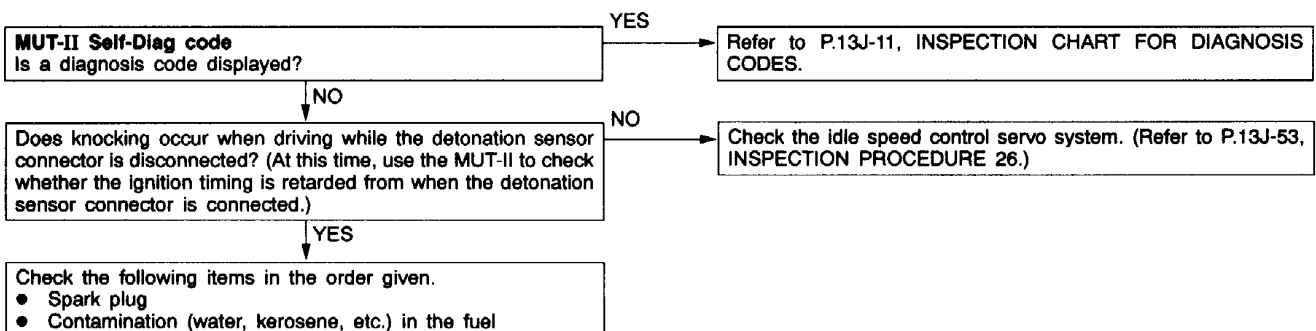 YES
MUT-II Self-Diag code
Is a diagnosis code displayed?
Refer to P.13J-11, INSPECTION CHART FOR DIAGNOSIS
CODES.
NO
Does knocking occur when driving while the detonation sensor
connector is disconnected? (At this time, use the MUT-II to check
whether the ignition timing is retarded from when the detonation
sensor connector is connected.)
NO
Check the idle speed control servo system. (Refer to P.13J-53,
INSPECTION PROCEDURE 26.)
YES
Check the following items in the order given.
● Spark plug
● Contamination (water, kerosene, etc.) in the fuel